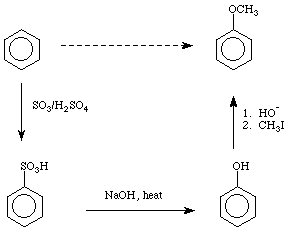 OCH₃
SO₃/H₂SO₄
1. HO⁻
2. CH₃I
SO₃H
NaOH, heat
OH